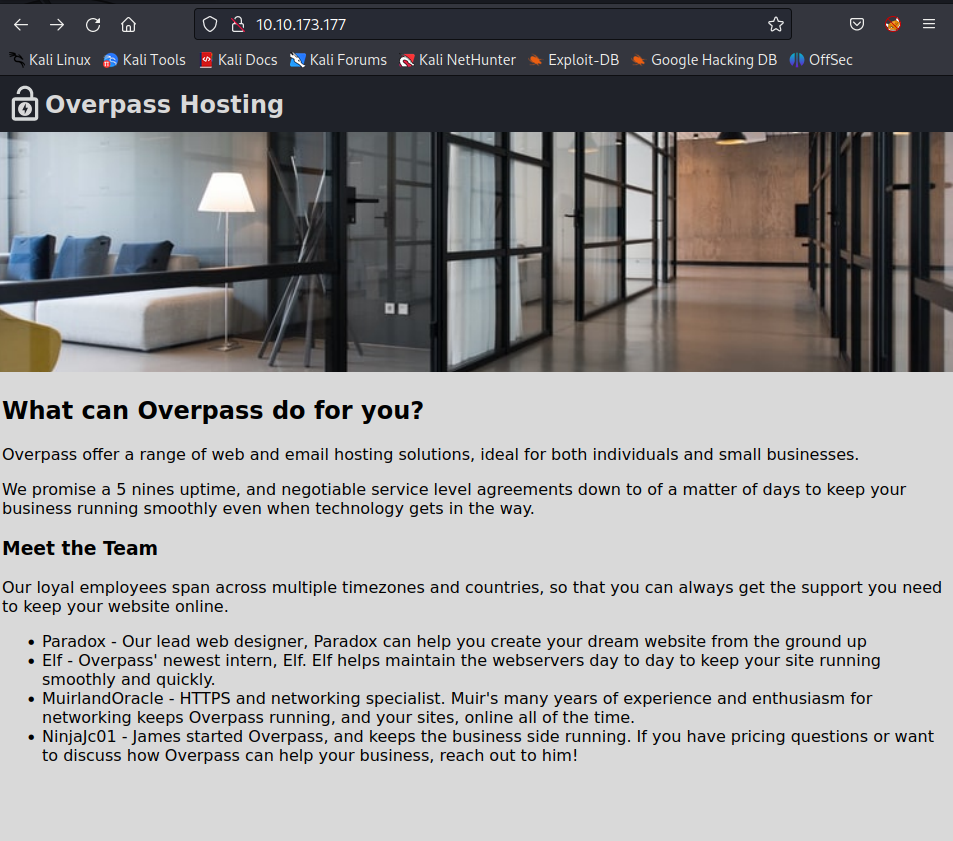 10.10.173.177
Kali Linux Kali Tools Kali Docs Kali Forums Kali NetHunter Exploit-DB Google Hacking DB OffSec
Overpass Hosting
What can Overpass do for you?
Overpass offer a range of web and email hosting solutions, ideal for both individuals and small businesses.
We promise a 5 nines uptime, and negotiable service level agreements down to of a matter of days to keep your
business running smoothly even when technology gets in the way.
Meet the Team
Our loyal employees span across multiple timezones and countries, so that you can always get the support you need
to keep your website online.
• Paradox - Our lead web designer, Paradox can help you create your dream website from the ground up
• Elf - Overpass' newest intern, Elf. Elf helps maintain the webservers day to day to keep your site running
smoothly and quickly.
• MuirlandOracle - HTTPS and networking specialist. Muir's many years of experience and enthusiasm for
networking keeps Overpass running, and your sites, online all of the time.
• NinjaJc01 - James started Overpass, and keeps the business side running. If you have pricing questions or want
to discuss how Overpass can help your business, reach out to him!